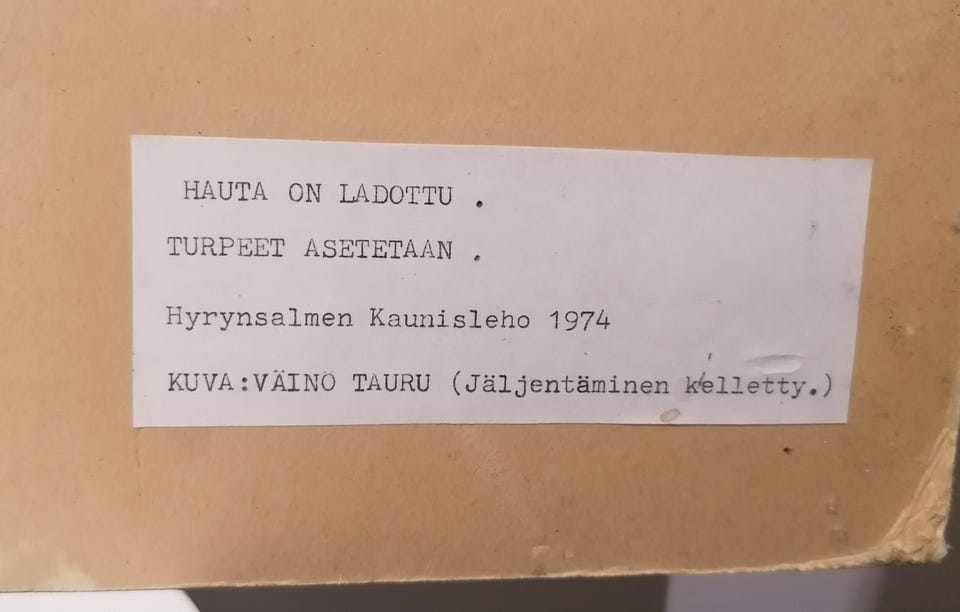 HAUTA ON LADOTTU .
TURPEET ASETETAAN .
Hyrynsalmen Kaunisleho 1974
KUVA:VÄINÖ TAURU (Jäljentäminen kelletty.)